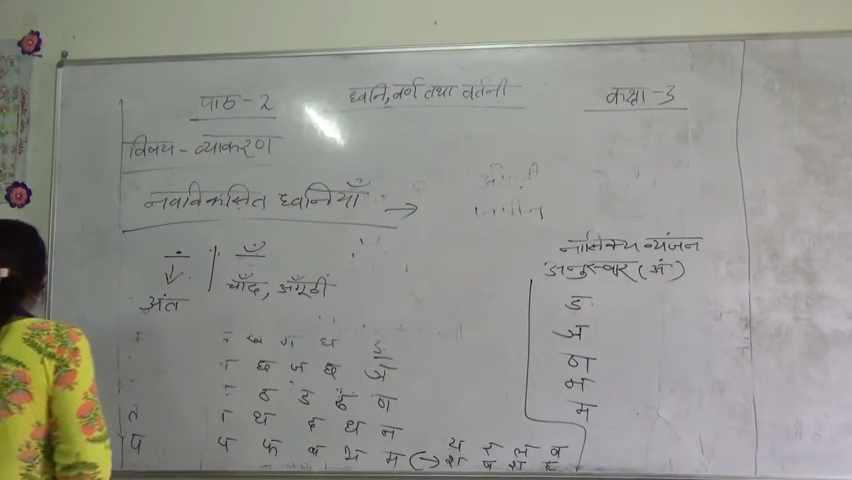 पाठ-2 ध्वनि, वर्ण तथा वर्तनी कक्षा-3
विषय-व्याकरण
नवविकसित ध्वनियाँ →
नासिक्य व्यंजन
अनुस्वार (अं)
चाँद, अँगूठी
अंत
ङ
ञ
ण
न
म
ख ग घ ङ
छ ज छ ञ
ठ ड ढ ण
त थ द ध न
प प फ ब भ म (→ य र ल व
श ष श ह